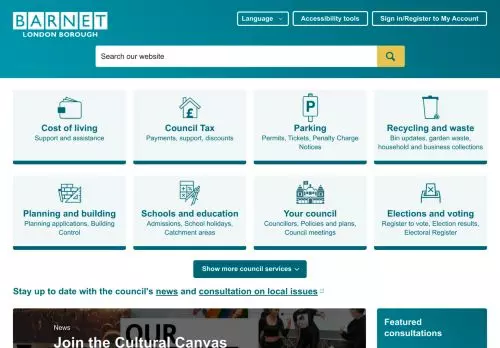 BARNET
LONDON BOROUGH
Language
Accessibility tools
Sign in/Register to My Account
Search our website
Cost of living
Support and assistance
Council Tax
Payments, support, discounts
Parking
Permits, Tickets, Penalty Charge
Notices
Recycling and waste
Bin updates, garden waste,
household and business collections
Planning and building
Planning applications, Building
Control
Schools and education
Admissions, School holidays,
Catchment areas
Your council
Councillors, Policies and plans,
Council meetings
Elections and voting
Register to vote, Election results,
Electoral Register
Show more council services
Stay up to date with the council's news and consultation on local issues
News
Join the Cultural Canvas
OUR
Featured
consultations